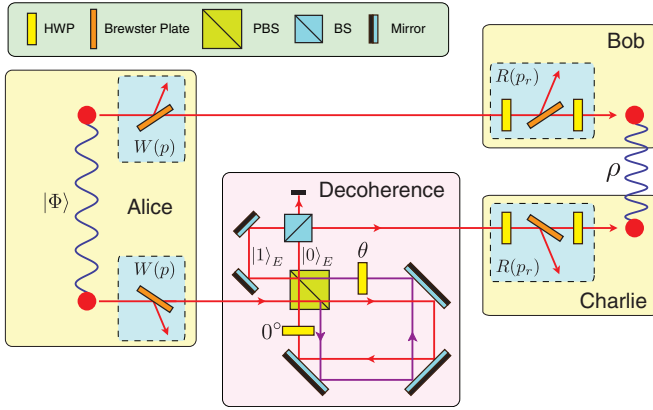 HWP Brewster Plate PBS BS Mirror
Bob
R(p_r)
W(p)
|Φ⟩
Alice
Decoherence
ρ
W(p)
|1⟩_E |0⟩_E θ
R(p_r)
0°
Charlie